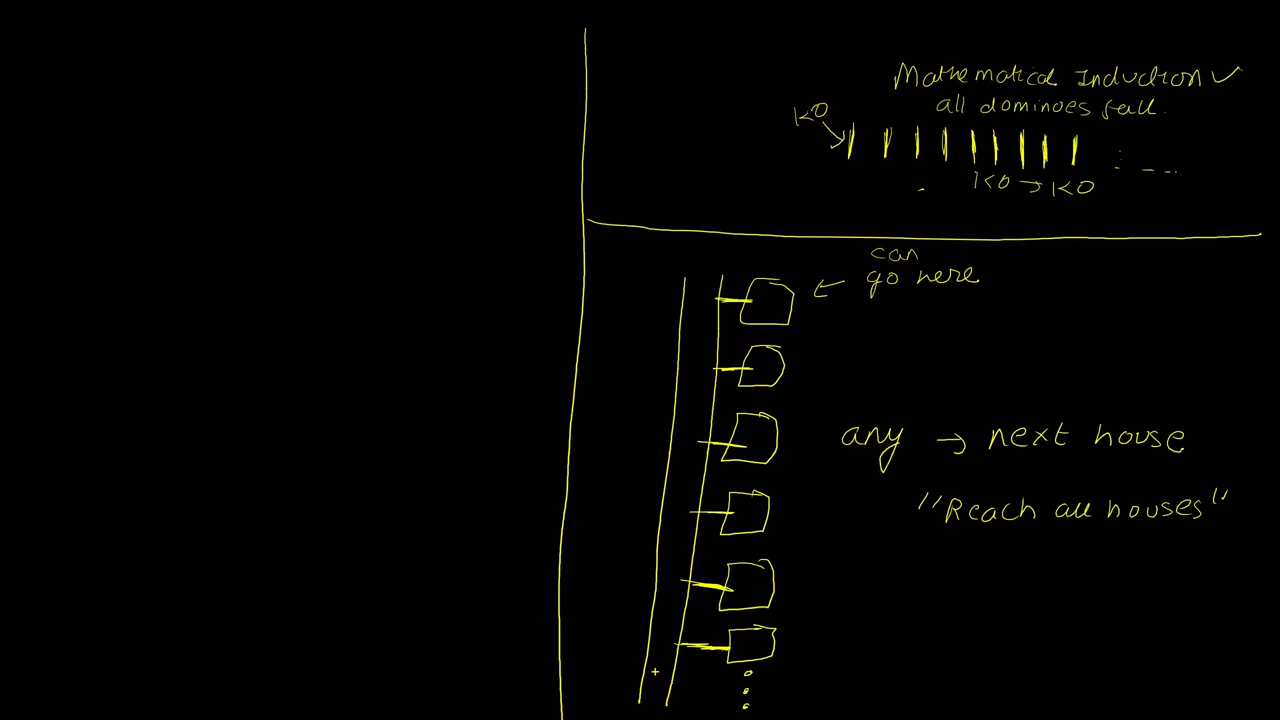 Mathematical Induction ✓
all dominoes fall.
KO
KO → KO
can
go here
any → next house
"Reach all houses"